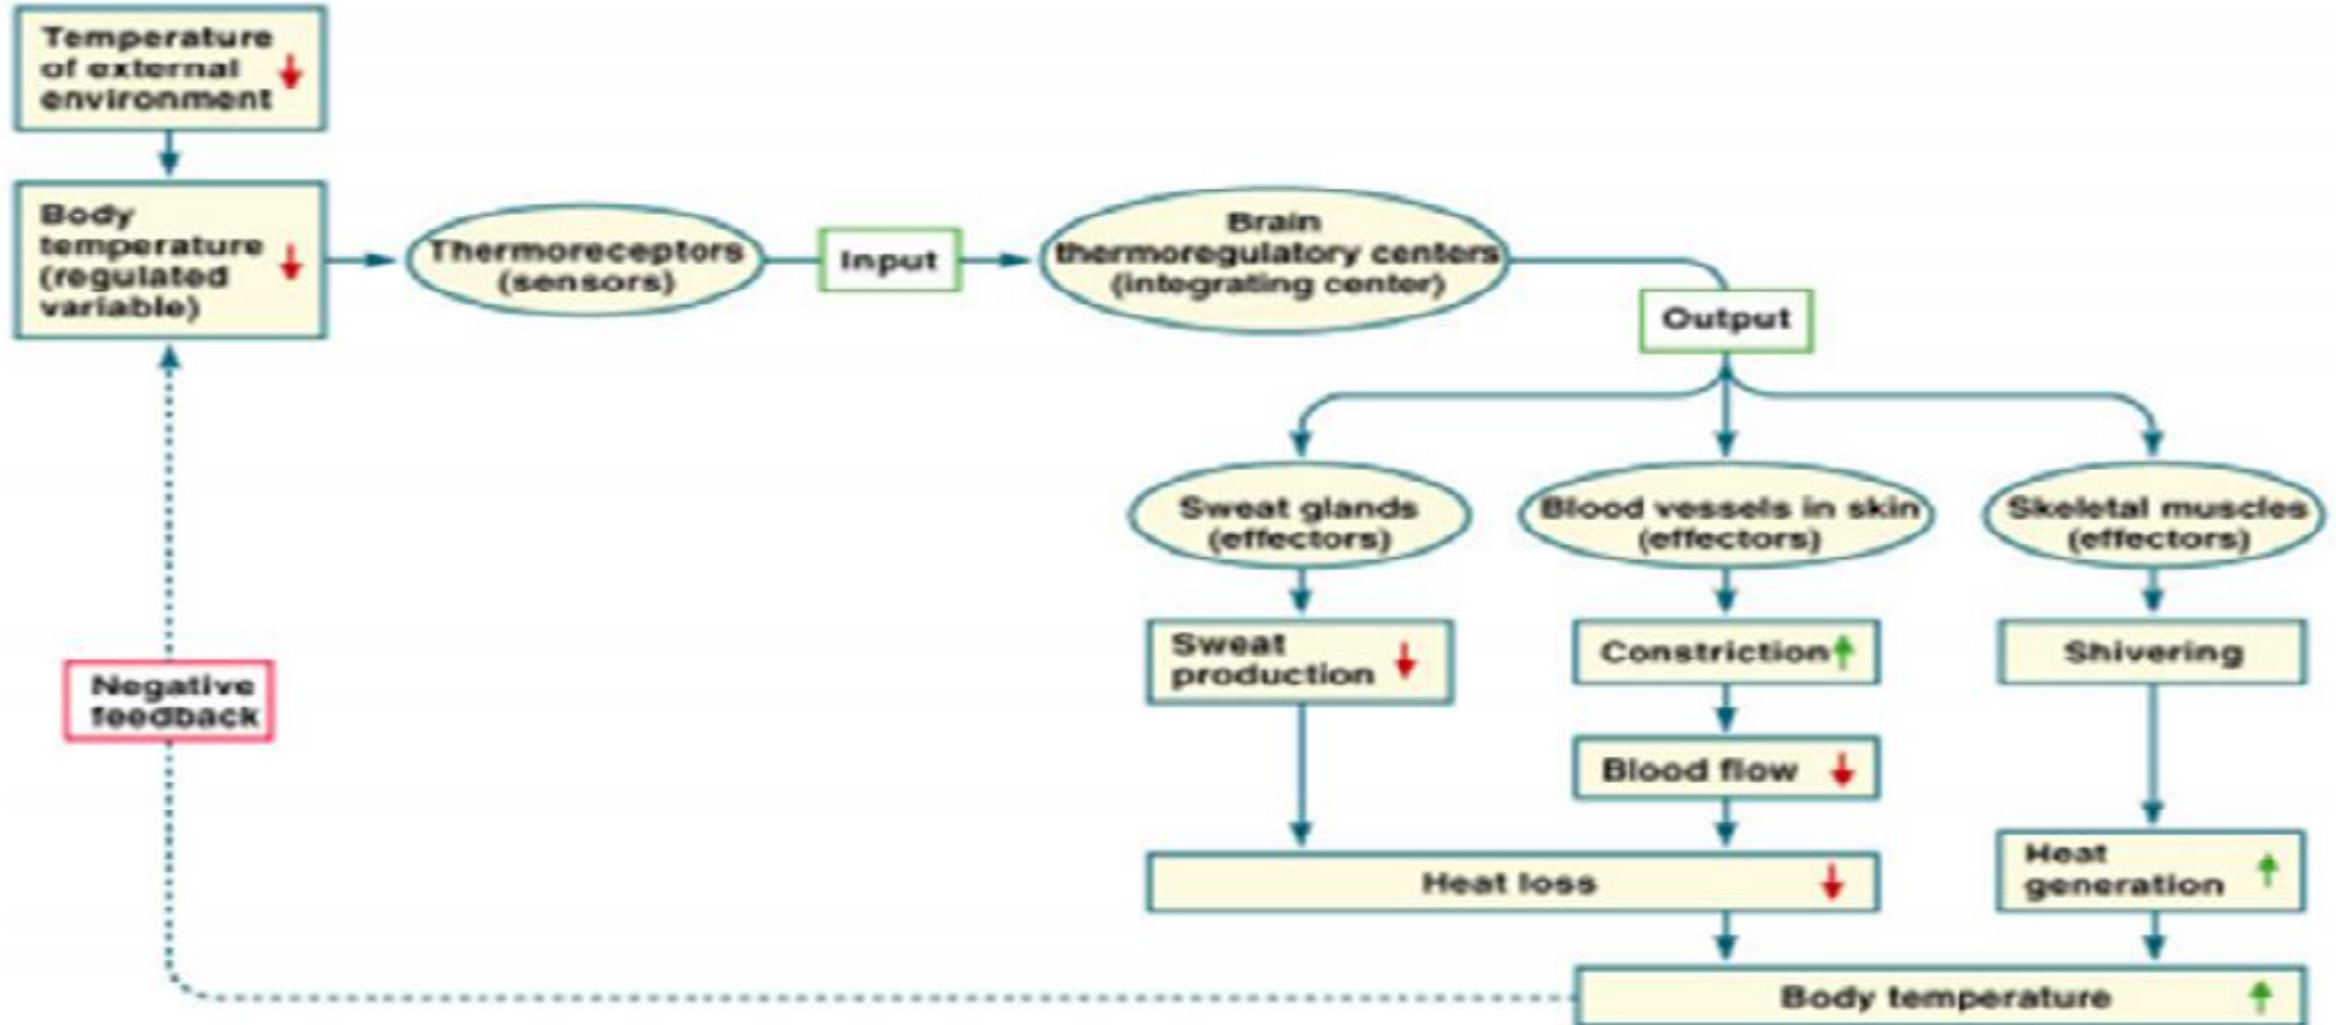 Temperature
of external
environment
Body
temperature
(regulated
variable)
Thermoreceptors
(sensors)
Input
Brain
thermoregulatory centers
(integrating center)
Output
Sweat glands
(effectors)
Blood vessels in skin
(effectors)
Skeletal muscles
(effectors)
Sweat
production
Constriction
Shivering
Negative
feedback
Blood flow
Heat loss
Heat
generation
Body temperature